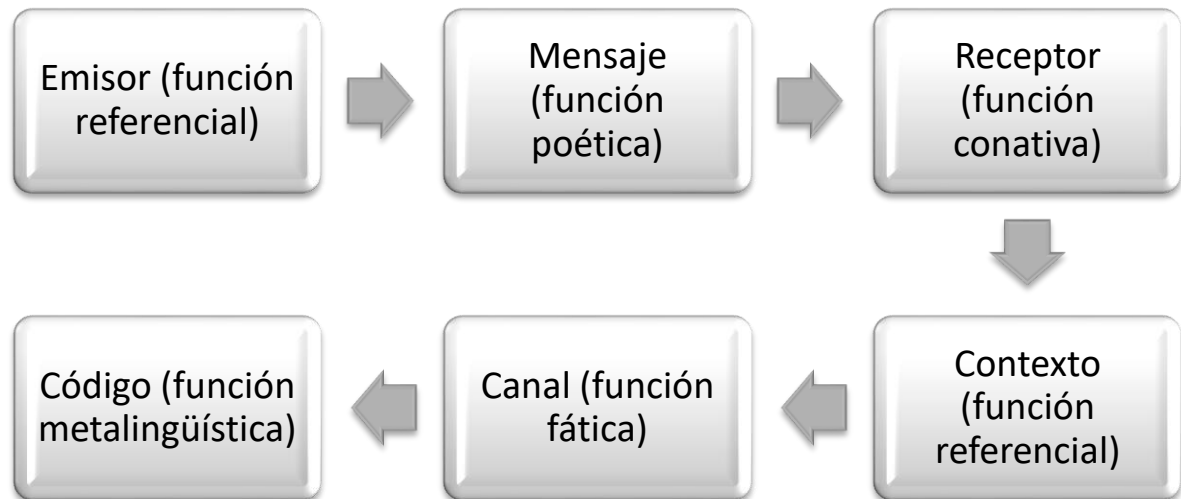 Emisor (función
referencial)
Mensaje
(función
poética)
Receptor
(función
conativa)
Contexto
(función
referencial)
Canal (función
fática)
Código (función
metalingüística)